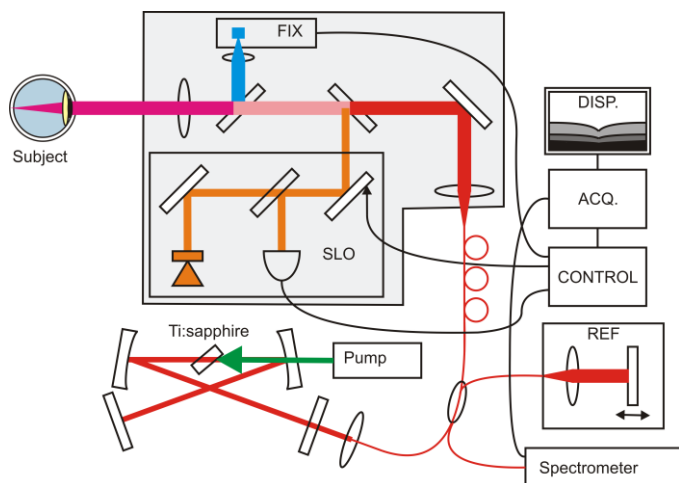 FIX
DISP.
Subject
ACQ.
SLO
CONTROL
Ti:sapphire
REF
Pump
Spectrometer